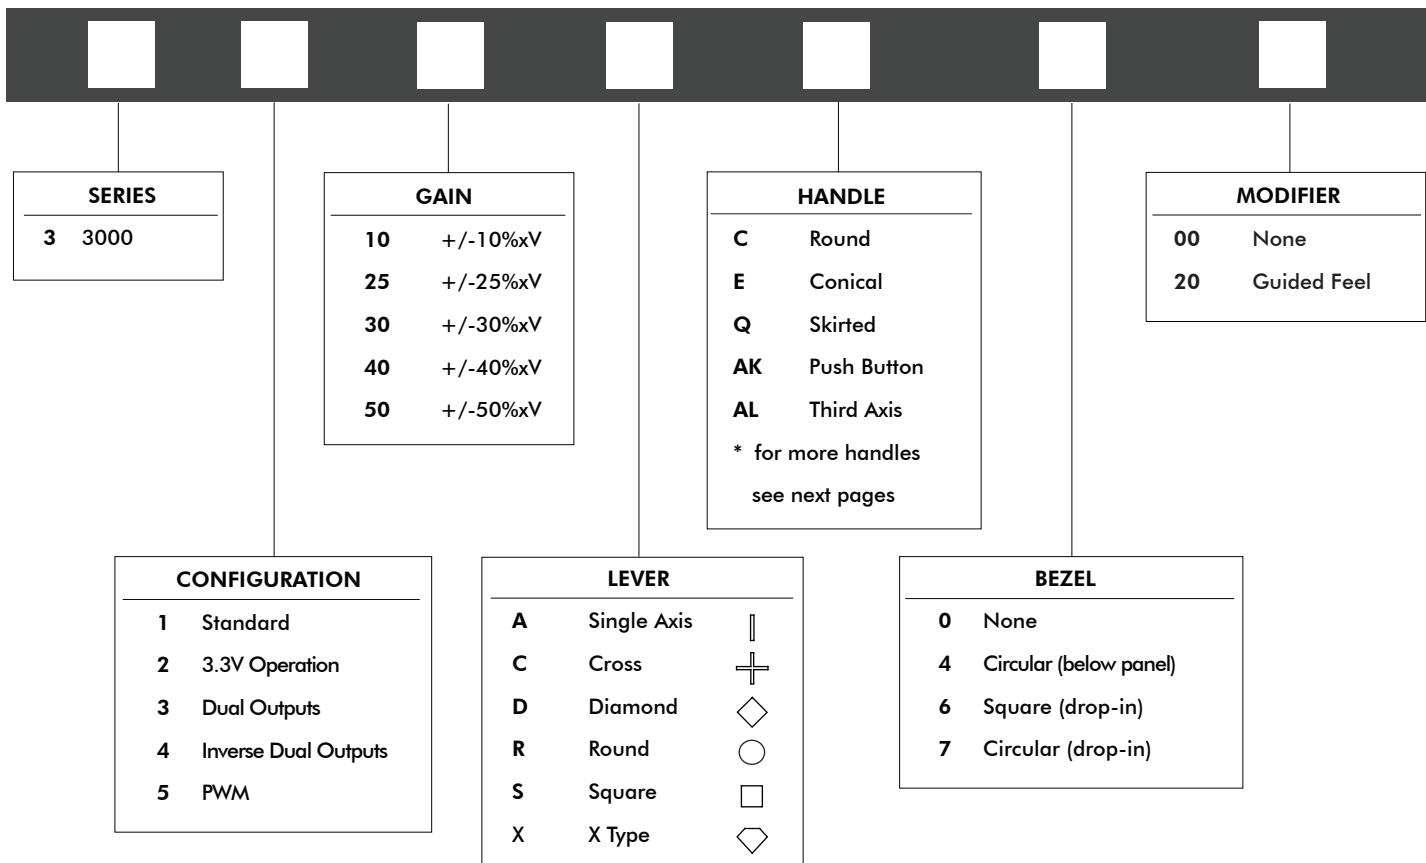 SERIES
3 3000
GAIN
10 +/-10%xV
25 +/-25%xV
30 +/-30%xV
40 +/-40%xV
50 +/-50%xV
HANDLE
C Round
E Conical
Q Skirted
AK Push Button
AL Third Axis
* for more handles
see next pages
MODIFIER
00 None
20 Guided Feel
CONFIGURATION
1 Standard
2 3.3V Operation
3 Dual Outputs
4 Inverse Dual Outputs
5 PWM
LEVER
A Single Axis
C Cross
D Diamond
R Round
S Square
X X Type
BEZEL
0 None
4 Circular (below panel)
6 Square (drop-in)
7 Circular (drop-in)